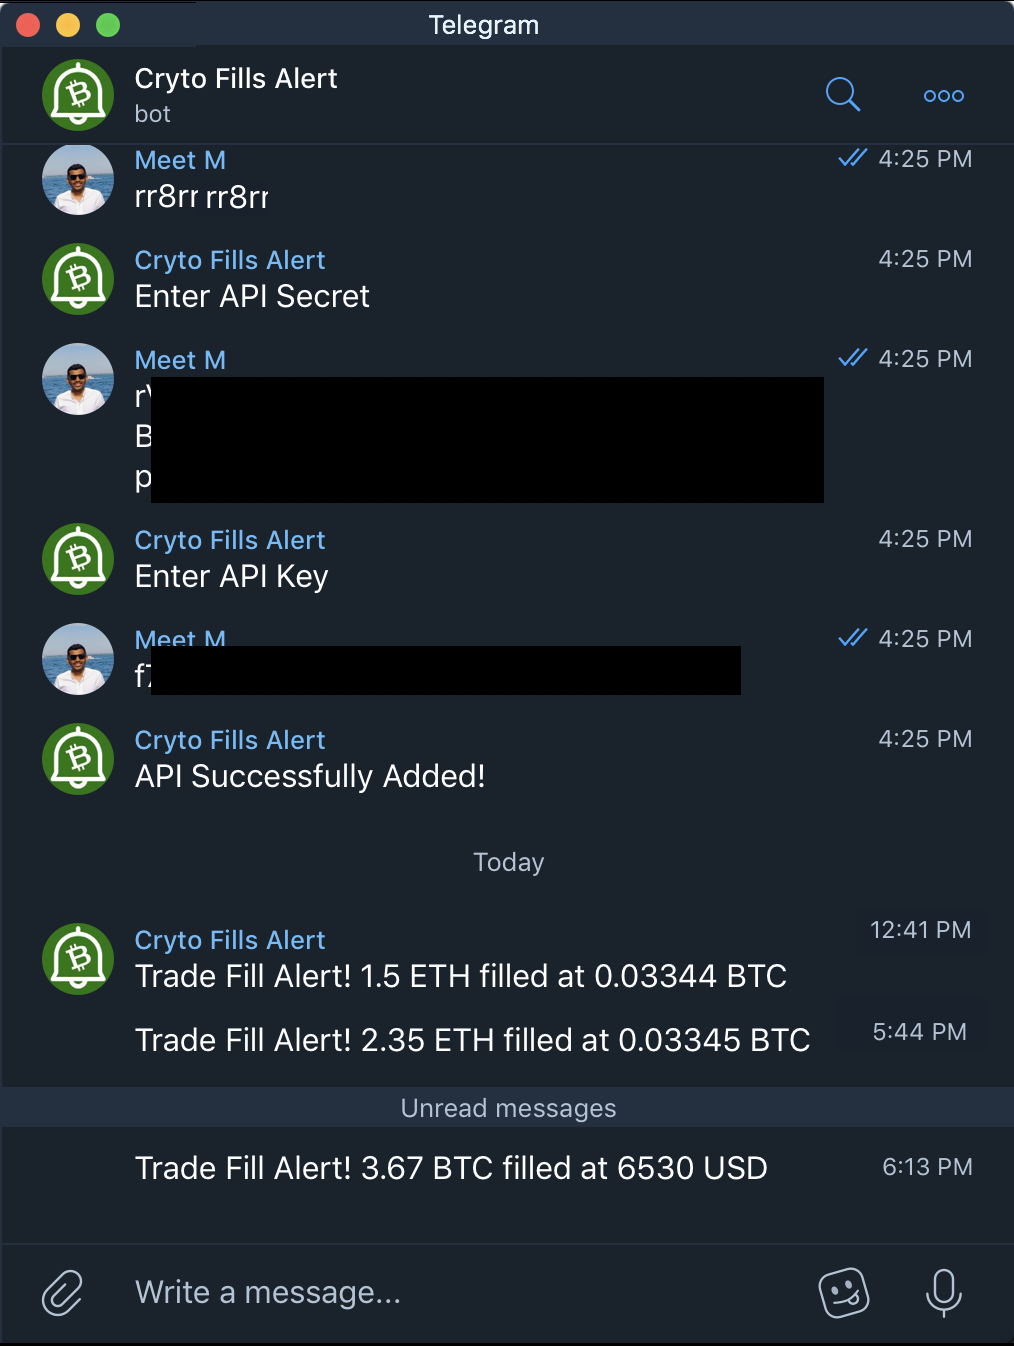 Telegram
Cryto Fills Alert
bot
Meet M 4:25 PM
rr8rr rr8rr
Cryto Fills Alert 4:25 PM
Enter API Secret
Meet M 4:25 PM
B
p
Cryto Fills Alert 4:25 PM
Enter API Key
Meet M 4:25 PM
Cryto Fills Alert 4:25 PM
API Successfully Added!
Today
Cryto Fills Alert 12:41 PM
Trade Fill Alert! 1.5 ETH filled at 0.03344 BTC
Trade Fill Alert! 2.35 ETH filled at 0.03345 BTC 5:44 PM
Unread messages
Trade Fill Alert! 3.67 BTC filled at 6530 USD 6:13 PM
Write a message...